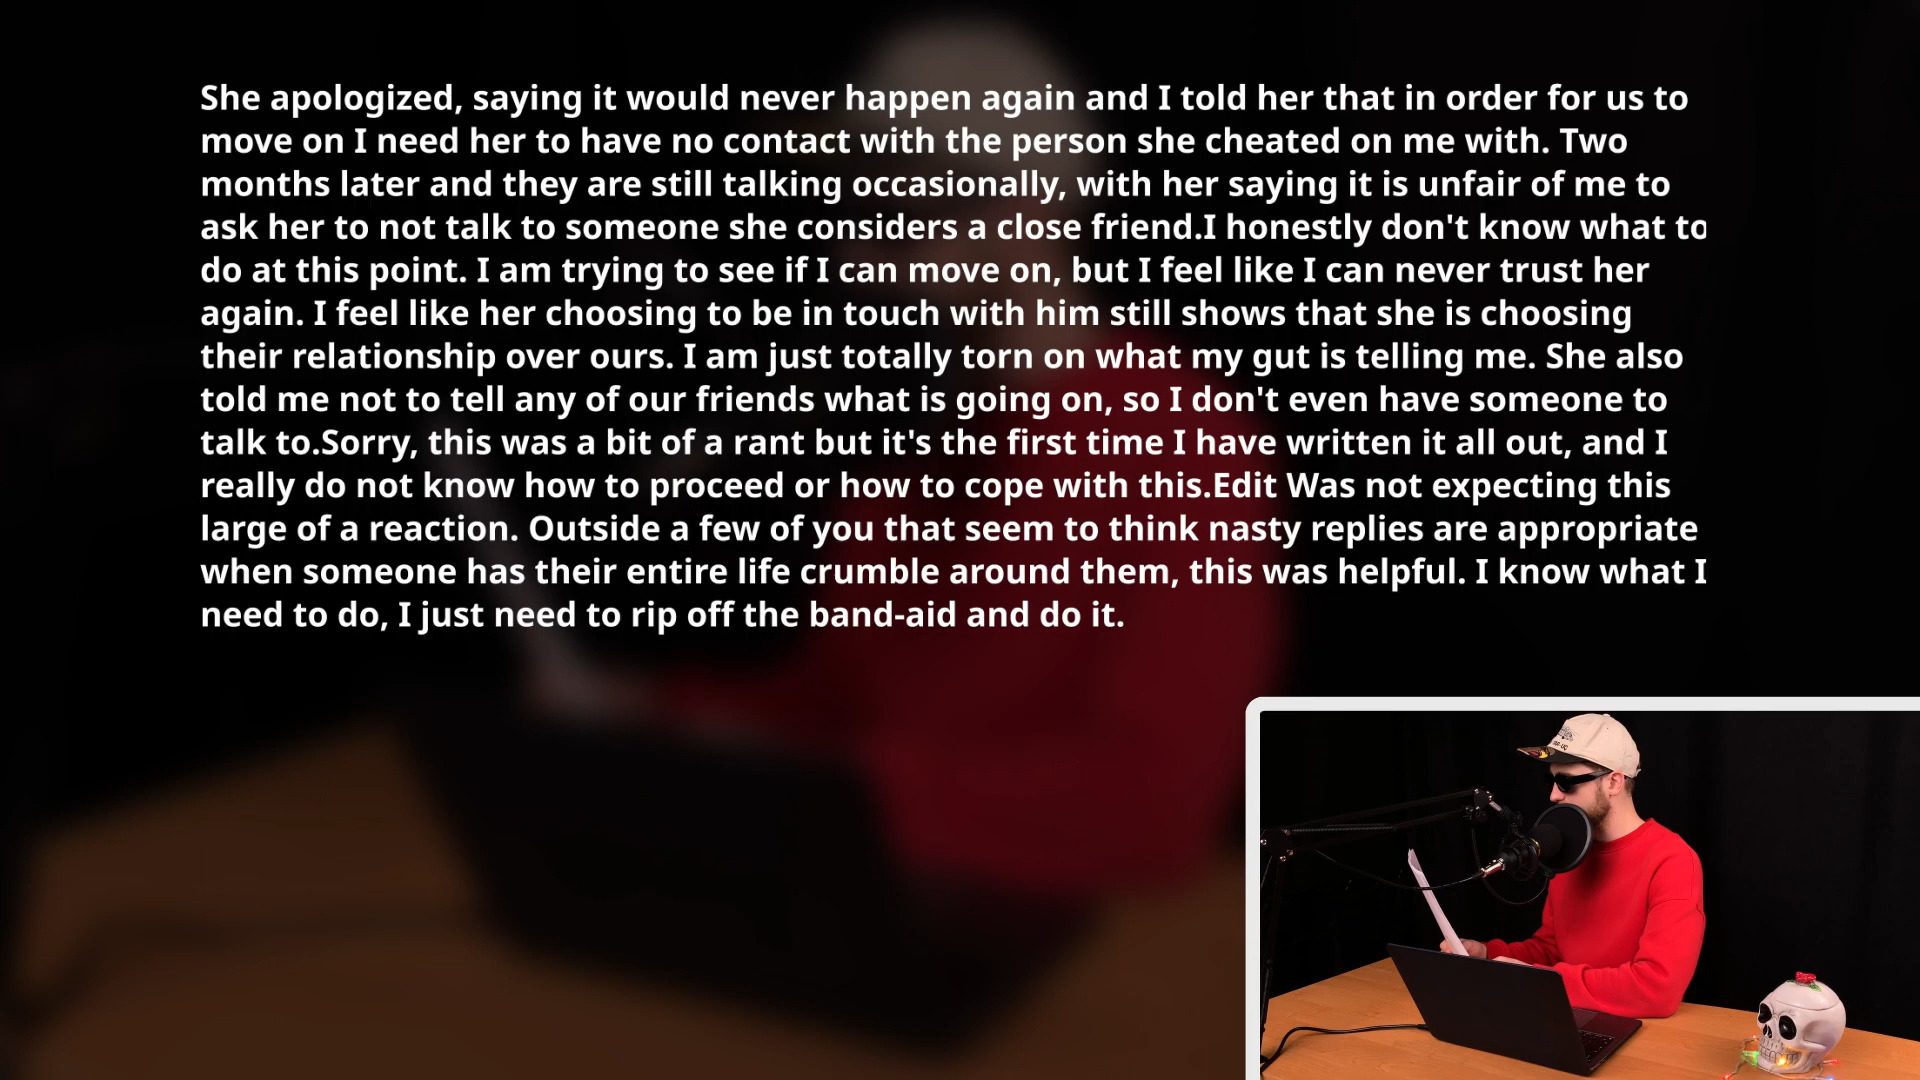 She apologized, saying it would never happen again and I told her that in order for us to
move on I need her to have no contact with the person she cheated on me with. Two
months later and they are still talking occasionally, with her saying it is unfair of me to
ask her to not talk to someone she considers a close friend.I honestly don't know what to
do at this point. I am trying to see if I can move on, but I feel like I can never trust her
again. I feel like her choosing to be in touch with him still shows that she is choosing
their relationship over ours. I am just totally torn on what my gut is telling me. She also
told me not to tell any of our friends what is going on, so I don't even have someone to
talk to.Sorry, this was a bit of a rant but it's the first time I have written it all out, and I
really do not know how to proceed or how to cope with this.Edit Was not expecting this
large of a reaction. Outside a few of you that seem to think nasty replies are appropriate
when someone has their entire life crumble around them, this was helpful. I know what I
need to do, I just need to rip off the band-aid and do it.